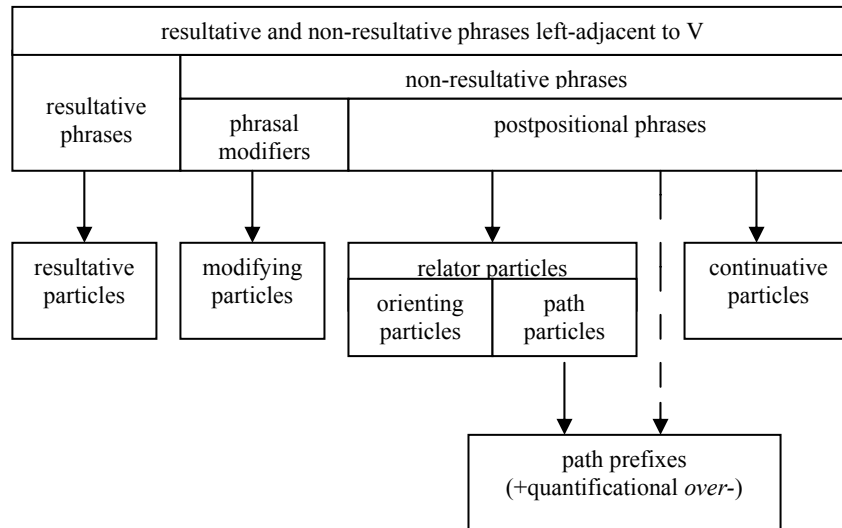 resultative and non-resultative phrases left-adjacent to V
resultative
phrases
non-resultative phrases
phrasal
modifiers
postpositional phrases
resultative
particles
modifying
particles
relator particles
orienting
particles
path
particles
continuative
particles
path prefixes
(+quantificational over-)